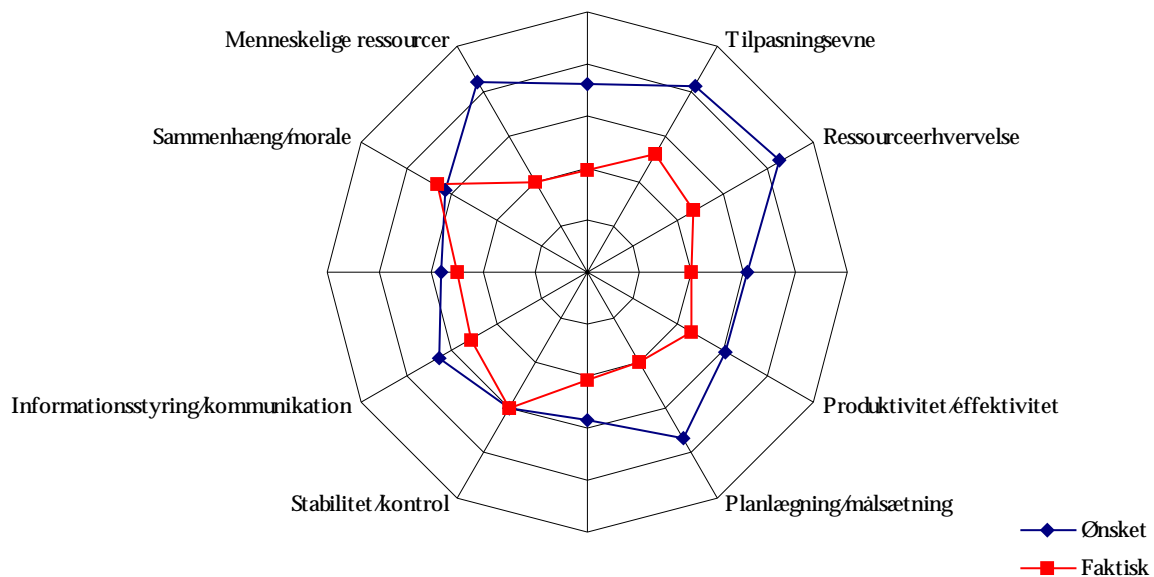 Menneskelige ressourcer
Tilpasningsevne
Sammenhæng/morale
Ressourceerhvervelse
Informationsstyring/kommunikation
Produktivitet/effektivitet
Stabilitet/kontrol
Planlægning/målsætning
Ønsket
Faktisk